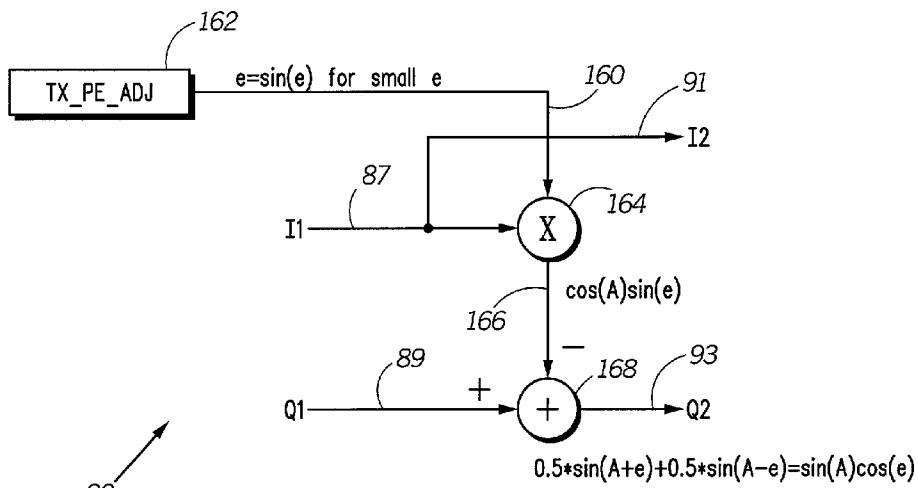 162
TX_PE_ADJ
e=sin(e) for small e
160
91
I2
87
164
I1
X
cos(A)sin(e)
166
−
89
+
168
93
Q1
+
Q2
0.5*sin(A+e)+0.5*sin(A-e)=sin(A)cos(e)